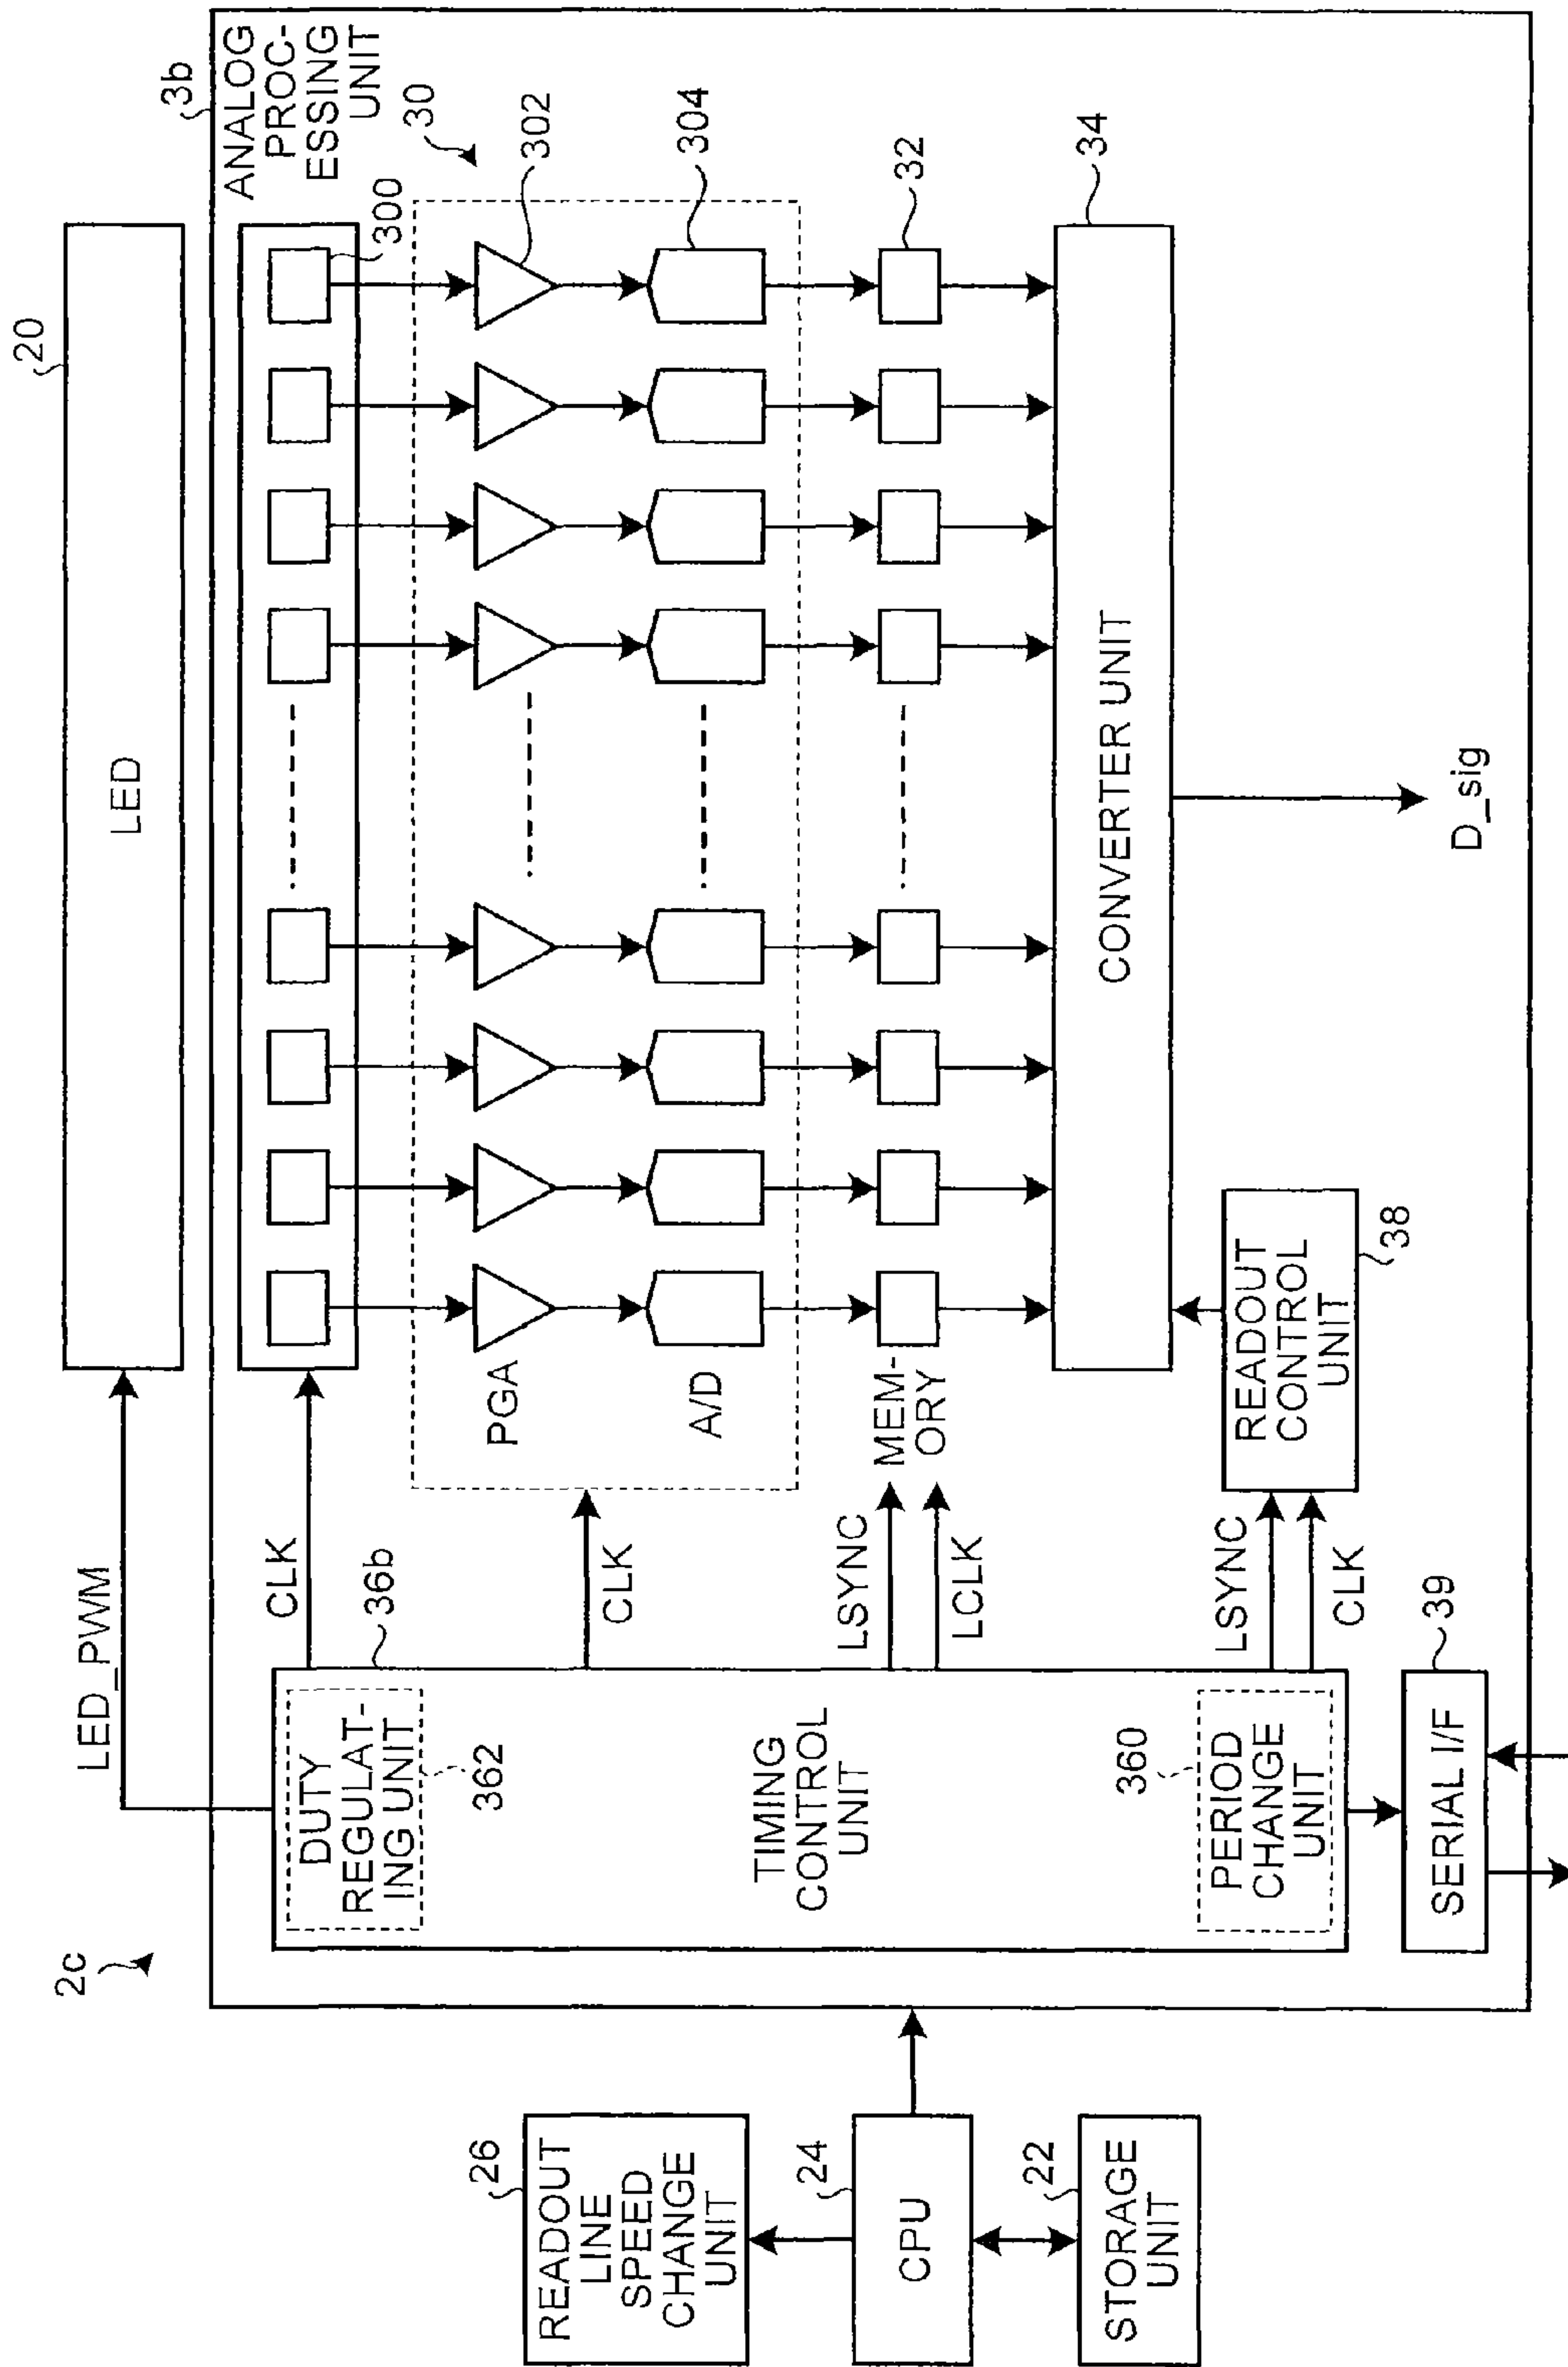 2c
LED_PWM
LED
20
3b
ANALOG
PROC-
ESSING
UNIT
30
300
302
304
32
34
CLK
36b
DUTY
REGULAT-
ING UNIT
362
CLK
PGA
A/D
LSYNC
LCLK
MEM-
ORY
TIMING
CONTROL
UNIT
CONVERTER UNIT
360
PERIOD
CHANGE
UNIT
LSYNC
CLK
READOUT
CONTROL
UNIT
38
D_sig
39
SERIAL I/F
26
READOUT
LINE
SPEED
CHANGE
UNIT
24
CPU
22
STORAGE
UNIT